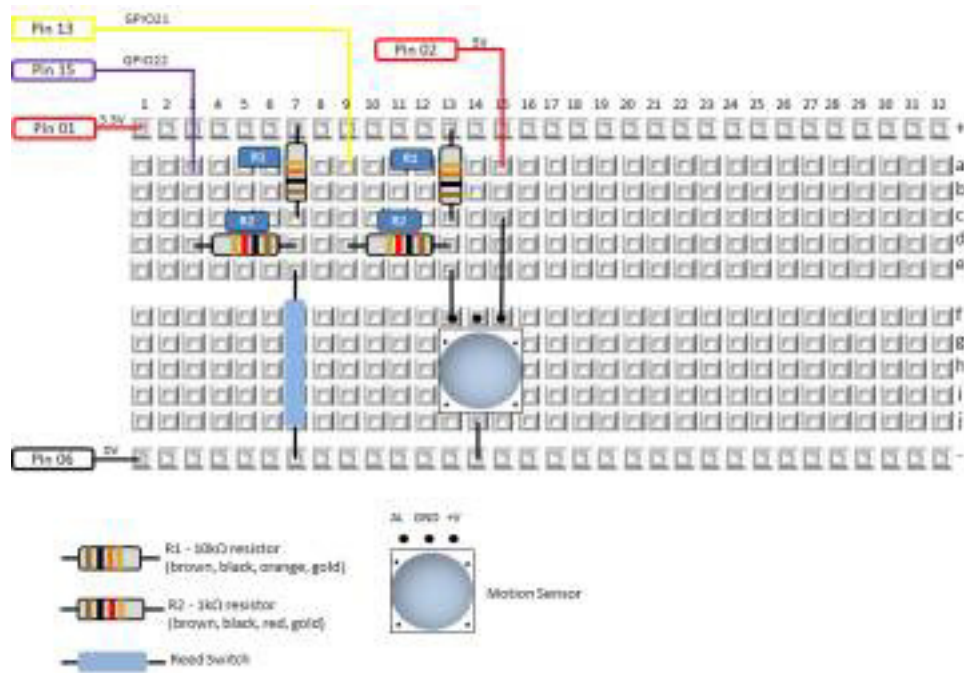 Pin 13
GPIO21
Pin 02
5V
Pin 15
GPIO22
1 2 3 4 5 6 7 8 9 10 11 12 13 14 15 16 17 18 19 20 21 22 23 24 25 26 27 28 29 30 31 32
Pin 01
3.3V
+
R1
R1
a
b
R2
R2
c
d
e
f
g
h
i
j
Pin 06
0V
-
AL GND +V
R1 - 10kΩ resistor
(brown, black, orange, gold)
R2 - 1kΩ resistor
(brown, black, red, gold)
Motion Sensor
Reed Switch